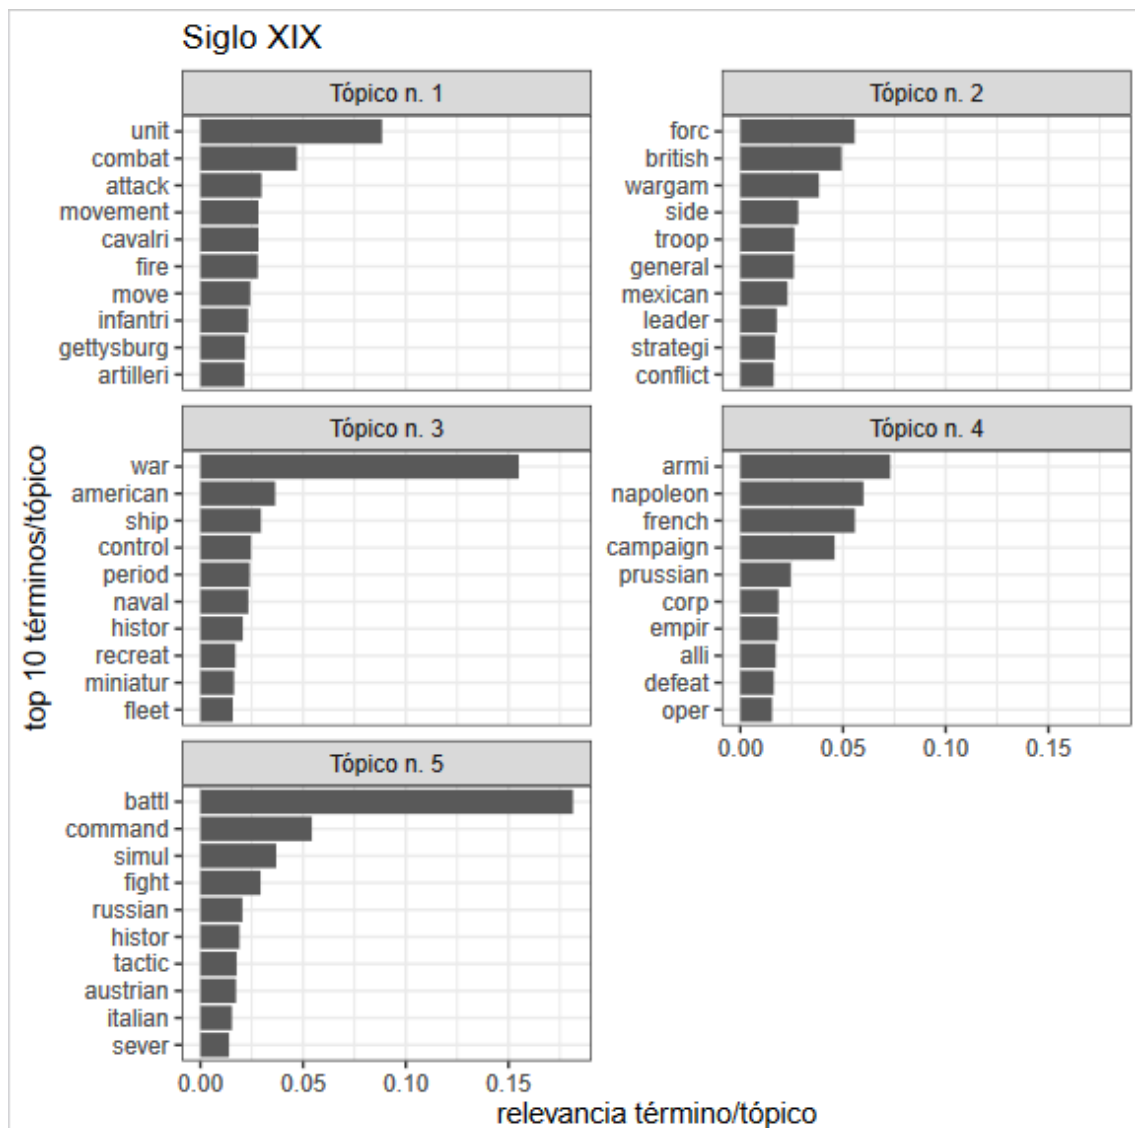 Siglo XIX
Tópico n. 1
unit
combat
attack
movement
cavalri
fire
move
infantri
gettysburg
artilleri
Tópico n. 2
forc
british
wargam
side
troop
general
mexican
leader
strategi
conflict
Tópico n. 3
war
american
ship
control
period
naval
histor
recreat
miniatur
fleet
Tópico n. 4
armi
napoleon
french
campaign
prussian
corp
empir
alli
defeat
oper
0.00 0.05 0.10 0.15
Tópico n. 5
battl
command
simul
fight
russian
histor
tactic
austrian
italian
sever
0.00 0.05 0.10 0.15
top 10 términos/tópico
relevancia término/tópico